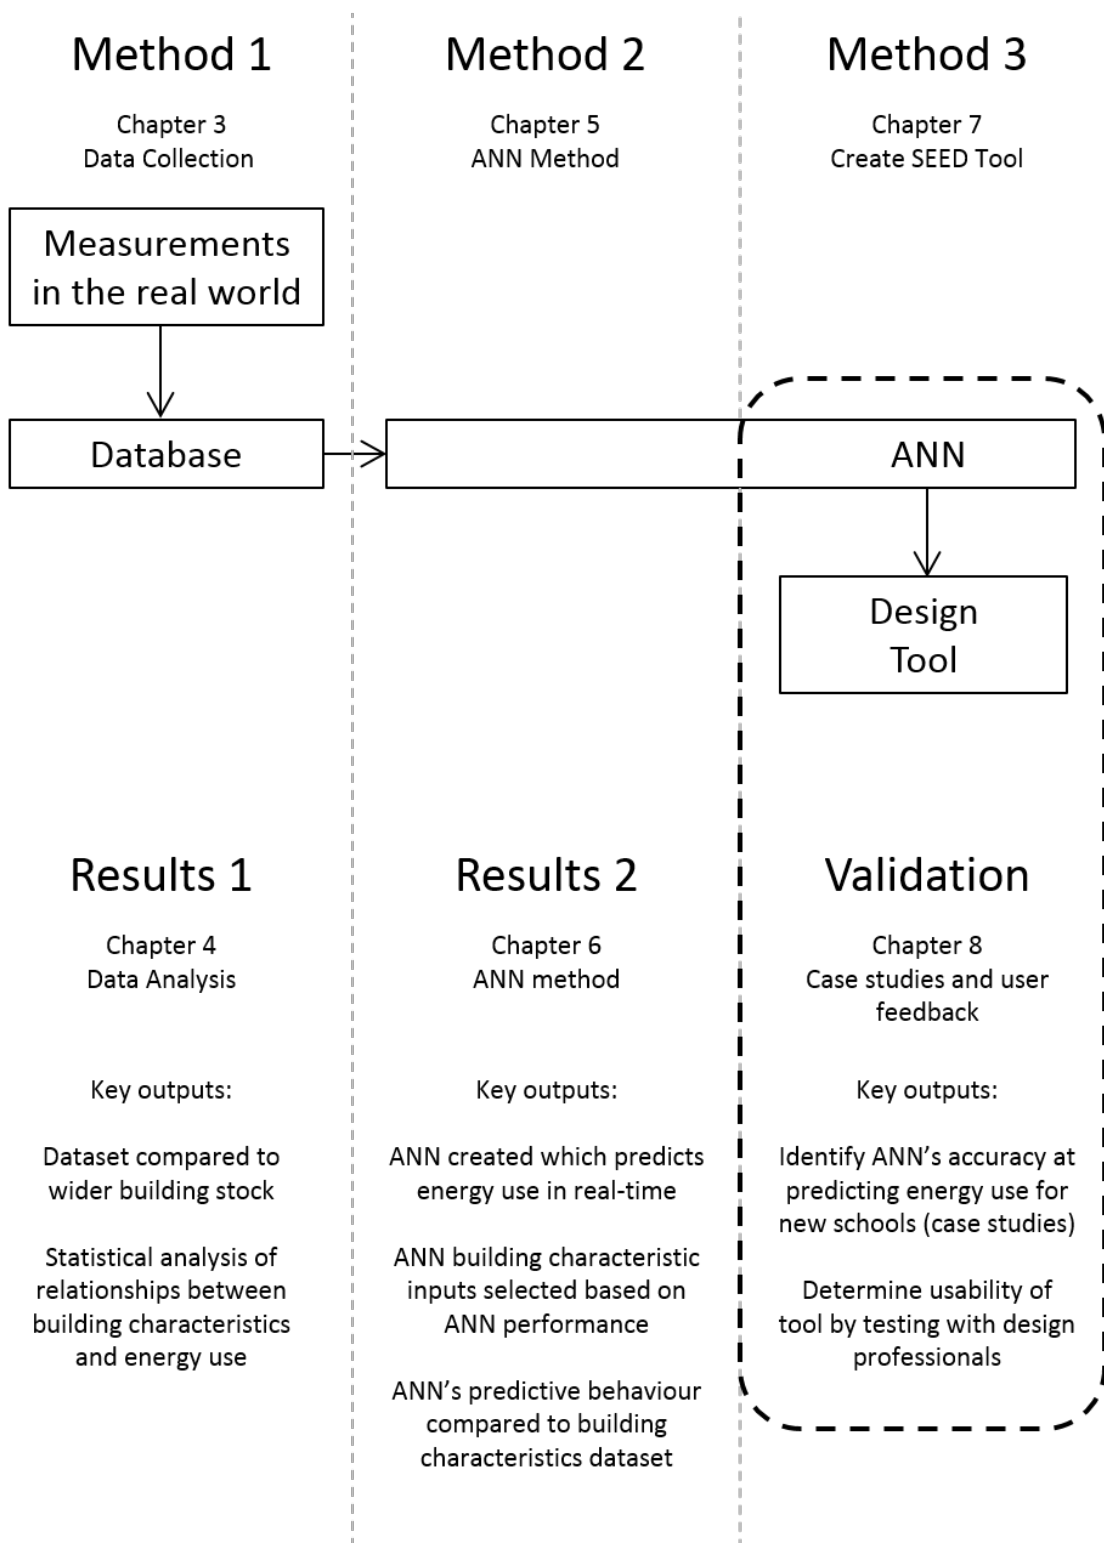 Method 1
Chapter 3
Data Collection
Measurements
in the real world
Database
Results 1
Chapter 4
Data Analysis
Key outputs:
Dataset compared to
wider building stock
Statistical analysis of
relationships between
building characteristics
and energy use
Method 2
Chapter 5
ANN Method
Results 2
Chapter 6
ANN method
Key outputs:
ANN created which predicts
energy use in real-time
ANN building characteristic
inputs selected based on
ANN performance
ANN's predictive behaviour
compared to building
characteristics dataset
Method 3
Chapter 7
Create SEED Tool
ANN
Design
Tool
Validation
Chapter 8
Case studies and user
feedback
Key outputs:
Identify ANN's accuracy at
predicting energy use for
new schools (case studies)
Determine usability of
tool by testing with design
professionals